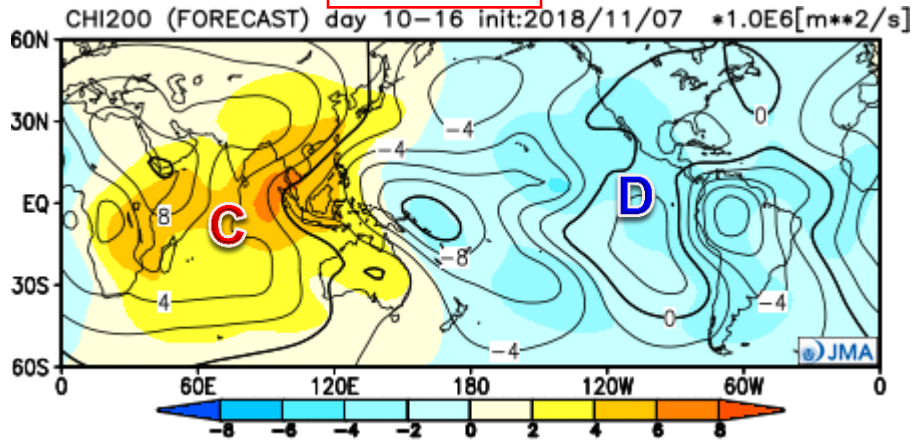 CHI200 (FORECAST) day 10-16 init:2018/11/07 *1.0E6[m**2/s]
60N
30N
EQ
30S
60S
-4
0
-4
8
C
D
-8
4
0
-4
-4
JMA
0 60E 120E 180 120W 60W 0
-8 -6 -4 -2 0 2 4 6 8